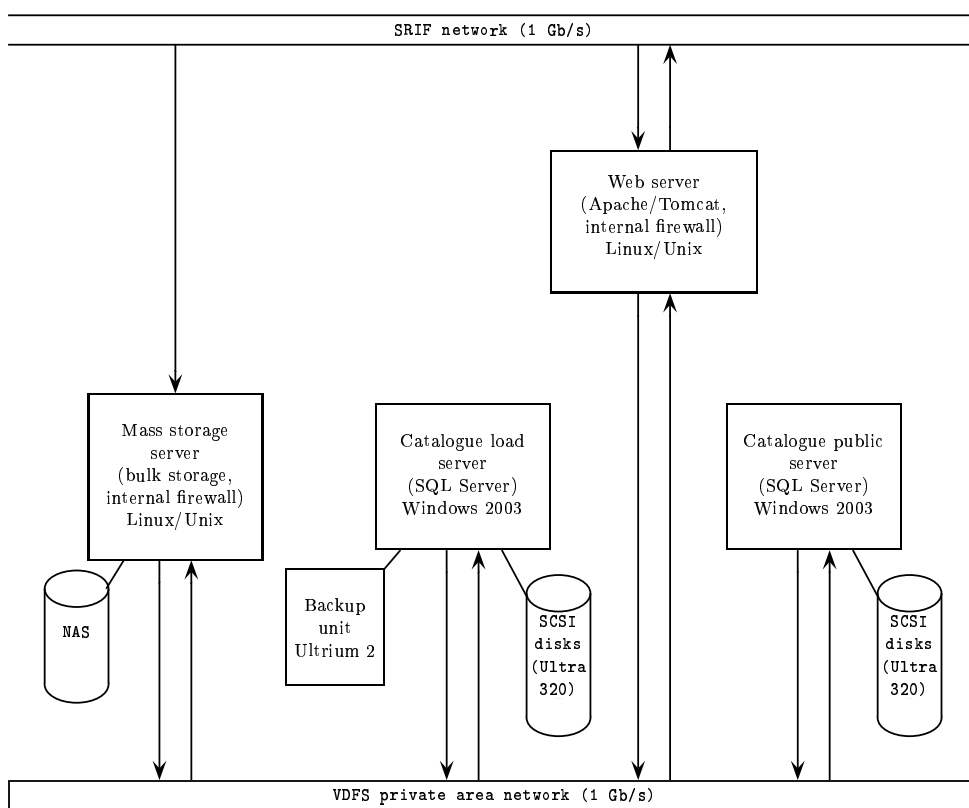 SRIF network (1 Gb/s)
Web server
(Apache/Tomcat,
internal firewall)
Linux/Unix
Mass storage
server
(bulk storage,
internal firewall)
Linux/Unix
Catalogue load
server
(SQL Server)
Windows 2003
Catalogue public
server
(SQL Server)
Windows 2003
NAS
Backup
unit
Ultrium 2
SCSI
disks
(Ultra
320)
SCSI
disks
(Ultra
320)
VDFS private area network (1 Gb/s)